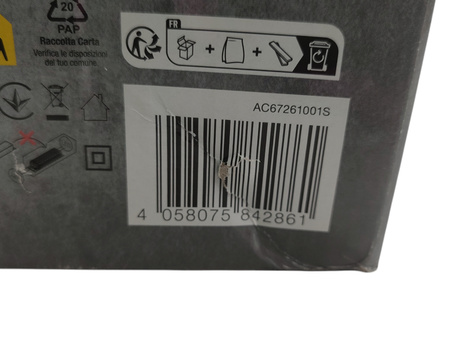 20
PAP
Raccolta Carta
Verifica le disposizioni
del tuo comune.
FR
+
+
AC67261001S
4 058075 842861